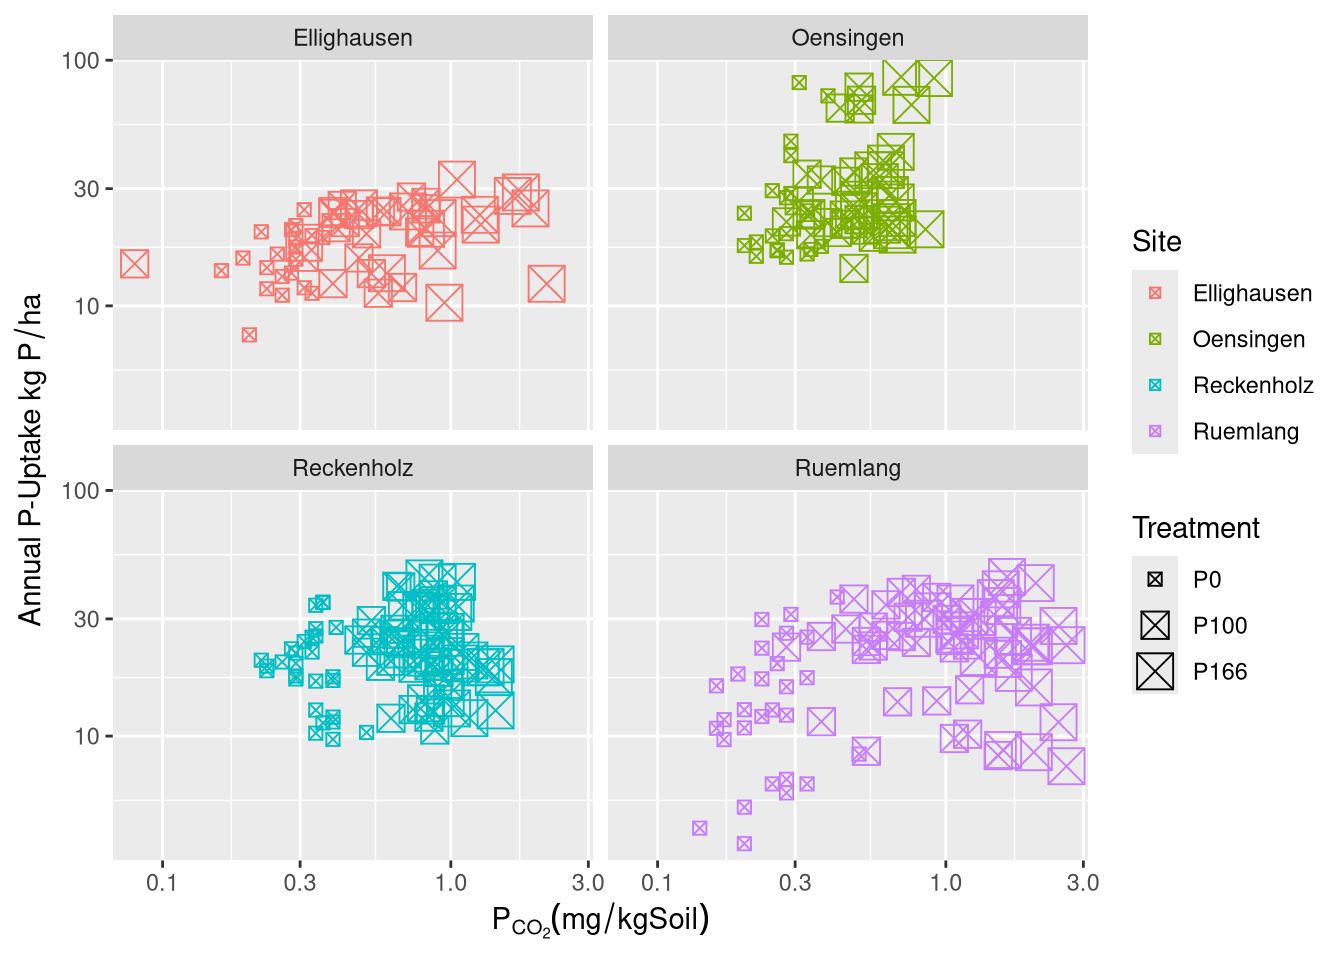 Ellighausen
Oensingen
100
30
10
Reckenholz
Ruemlang
100
30
10
0.1
0.3
1.0
3.0
0.1
0.3
1.0
3.0
P_CO₂(mg/kgSoil)
Annual P-Uptake kg P/ha
Site
Ellighausen
Oensingen
Reckenholz
Ruemlang
Treatment
P0
P100
P166